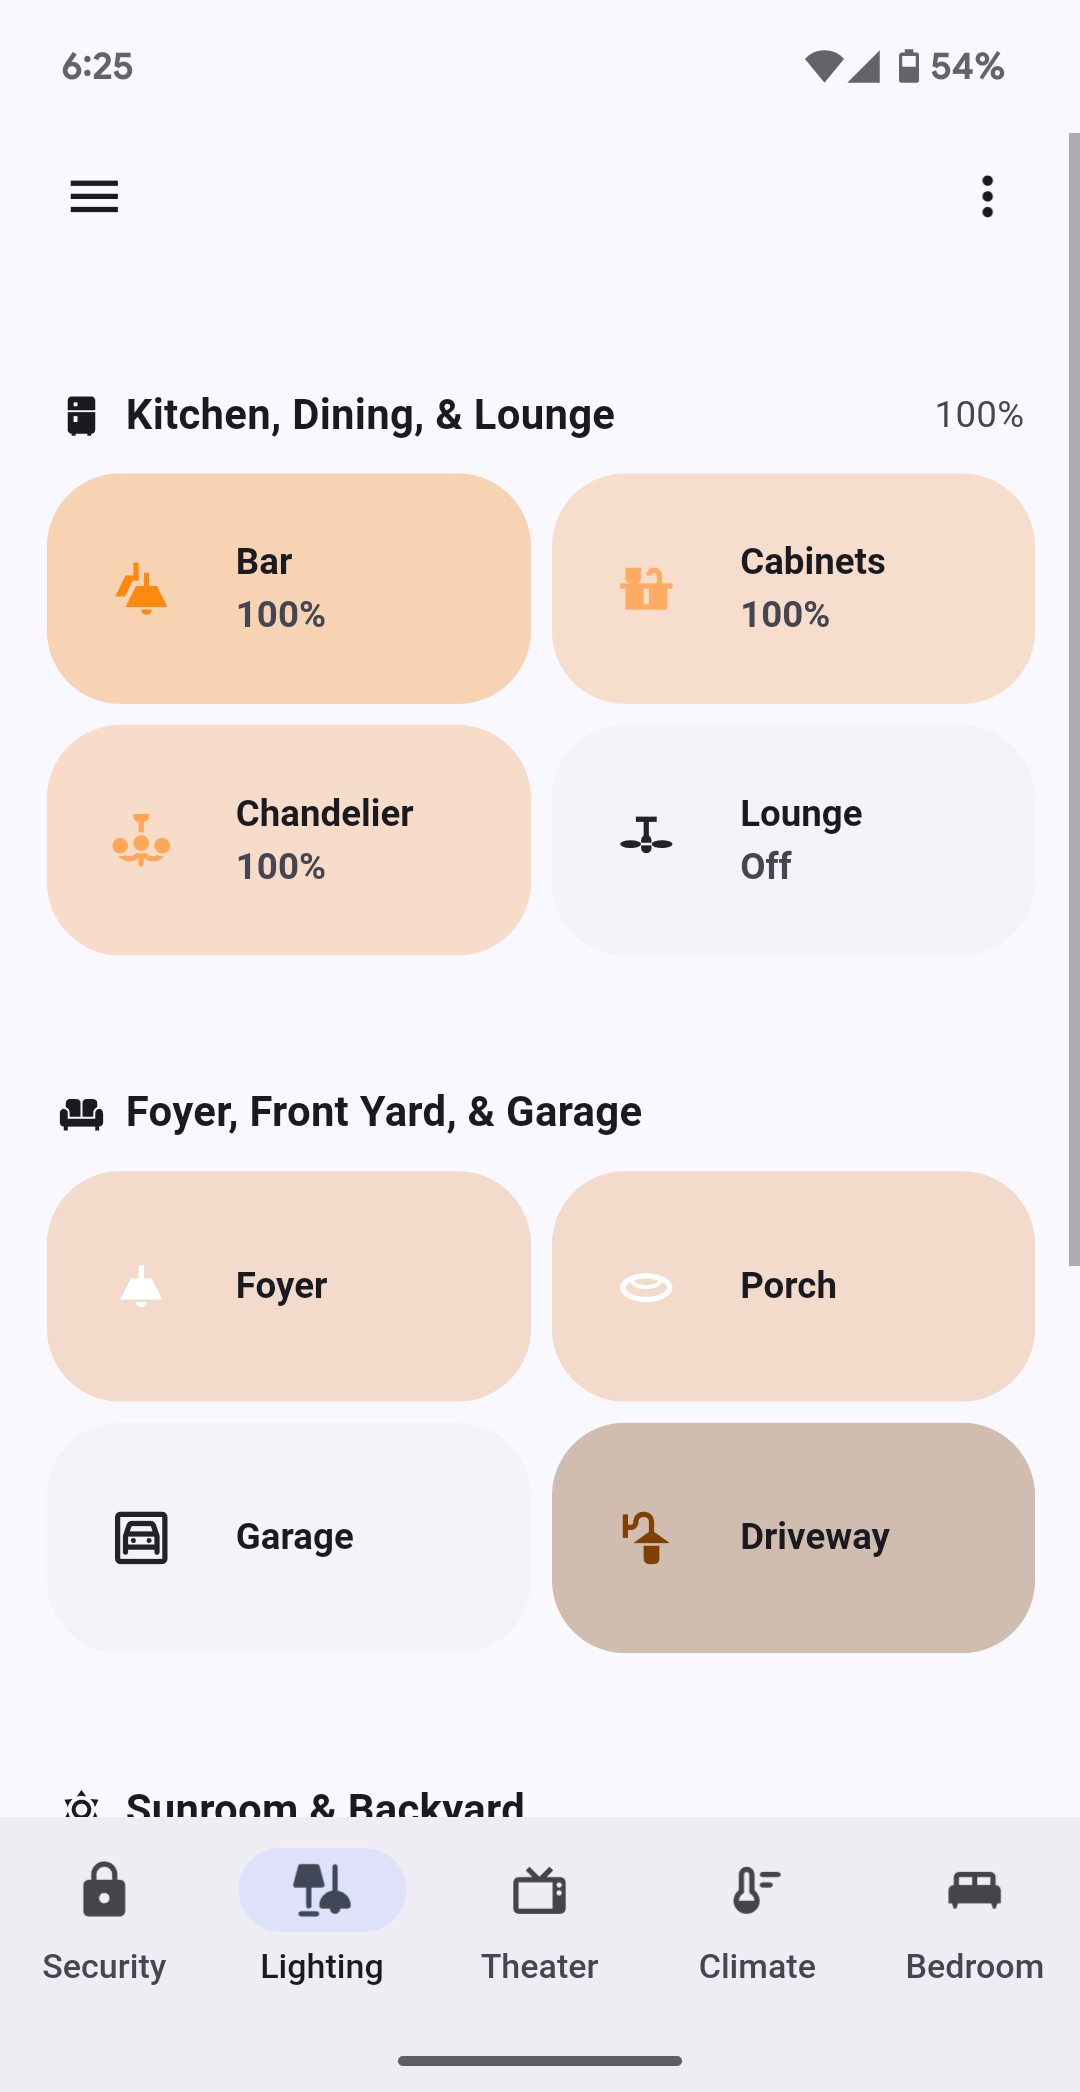 6:25 54%
Kitchen, Dining, & Lounge 100%
Bar
100%
Cabinets
100%
Chandelier
100%
Lounge
Off
Foyer, Front Yard, & Garage
Foyer
Porch
Garage
Driveway
Sunroom & Backyard
Security
Lighting
Theater
Climate
Bedroom